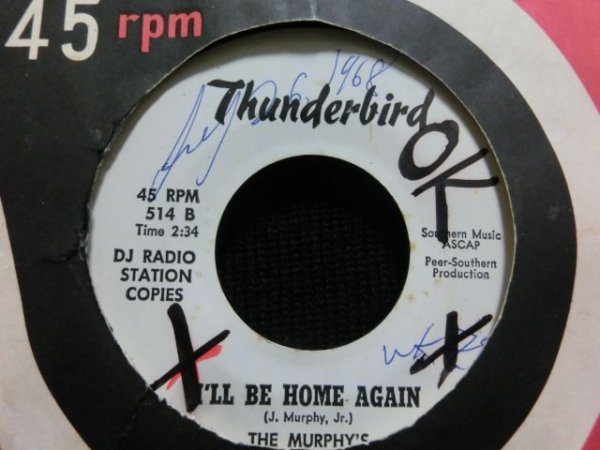 45 rpm
Thunderbird
1968
OK
45 RPM
514 B
Time 2:34
DJ RADIO
STATION
COPIES
Southern Music
ASCAP
Peer-Southern
Production
X X
I'LL BE HOME AGAIN
(J. Murphy, Jr.)
THE MURPHY'S